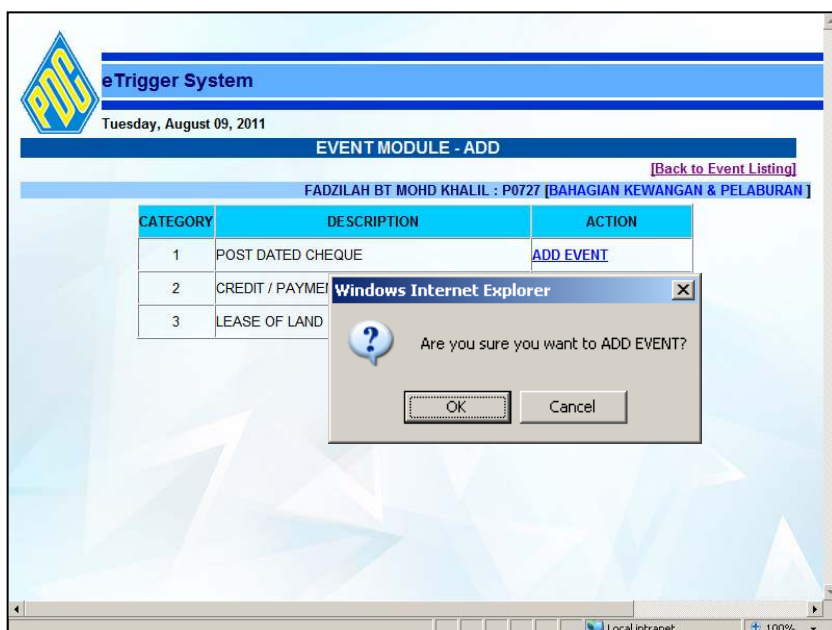 PDC
eTrigger System
Tuesday, August 09, 2011
EVENT MODULE - ADD
[Back to Event Listing]
FADZILAH BT MOHD KHALIL : P0727 [BAHAGIAN KEWANGAN & PELABURAN ]
CATEGORY DESCRIPTION ACTION
1 POST DATED CHEQUE ADD EVENT
2 CREDIT /
3 LEASE OF LAND
Windows Internet Explorer
Are you sure you want to ADD EVENT?
OK Cancel
Local intranet 100%